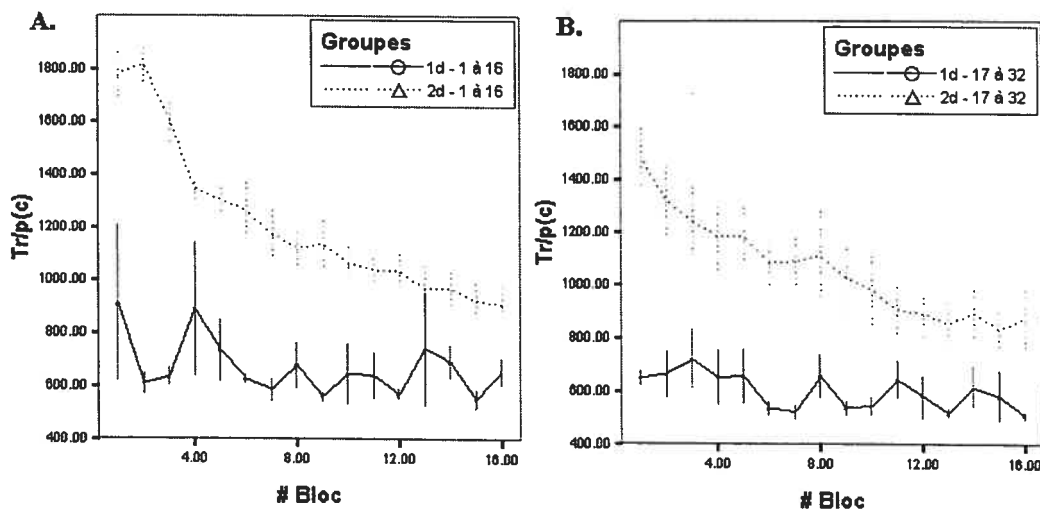 A.
Groupes
1d - 1 à 16
2d - 1 à 16
Tr/p(c)
1800.00
1600.00
1400.00
1200.00
1000.00
800.00
600.00
400.00
4.00 8.00 12.00 16.00
# Bloc
B.
Groupes
1d - 17 à 32
2d - 17 à 32
Tr/p(c)
1800.00
1600.00
1400.00
1200.00
1000.00
800.00
600.00
400.00
4.00 8.00 12.00 16.00
# Bloc